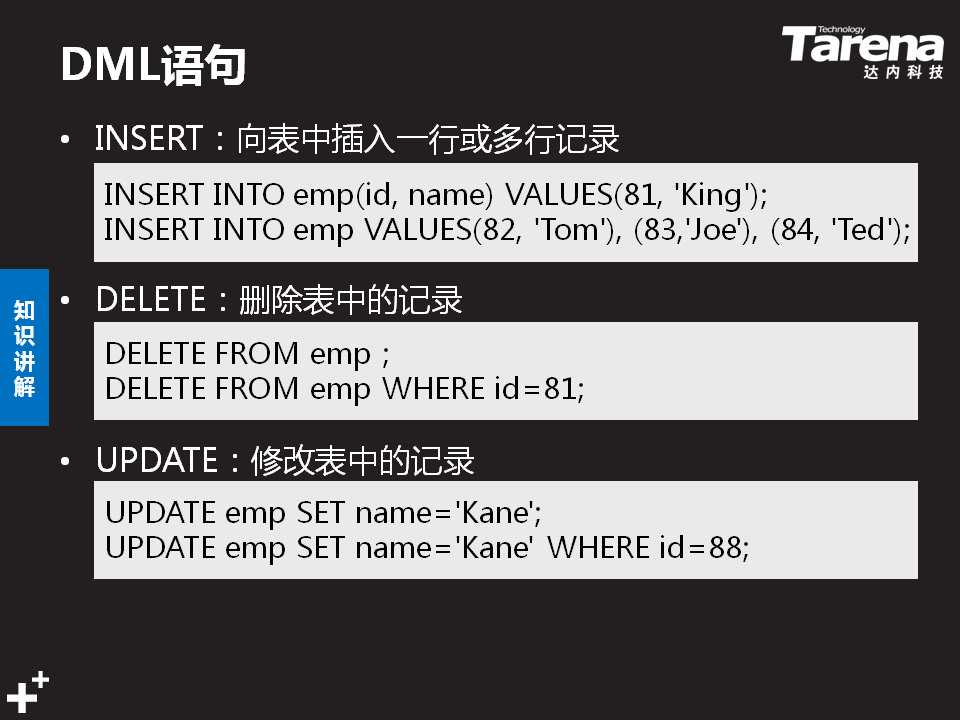 DML语句
Technology
Tarena
达内科技
• INSERT：向表中插入一行或多行记录
INSERT INTO emp(id, name) VALUES(81, 'King');
INSERT INTO emp VALUES(82, 'Tom'), (83,'Joe'), (84, 'Ted');
知识讲解
• DELETE：删除表中的记录
DELETE FROM emp ;
DELETE FROM emp WHERE id=81;
• UPDATE：修改表中的记录
UPDATE emp SET name='Kane';
UPDATE emp SET name='Kane' WHERE id=88;